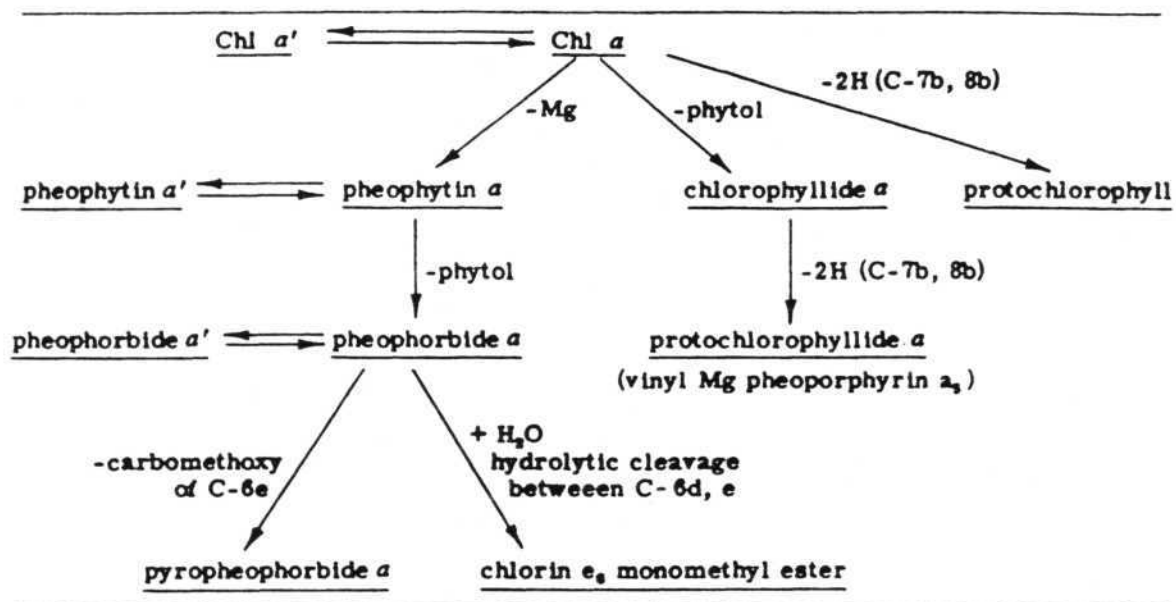 Chl a' Chl a
-2H (C-7b, 8b)
-Mg -phytol
pheophytin a' pheophytin a chlorophyllide a protochlorophyll
-phytol -2H (C-7b, 8b)
pheophorbide a' pheophorbide a protochlorophyllide a
(vinyl Mg pheoporphyrin a₅)
+ H₂O
-carbomethoxy hydrolytic cleavage
of C-6e betweeen C-6d, e
pyropheophorbide a chlorin e₆ monomethyl ester